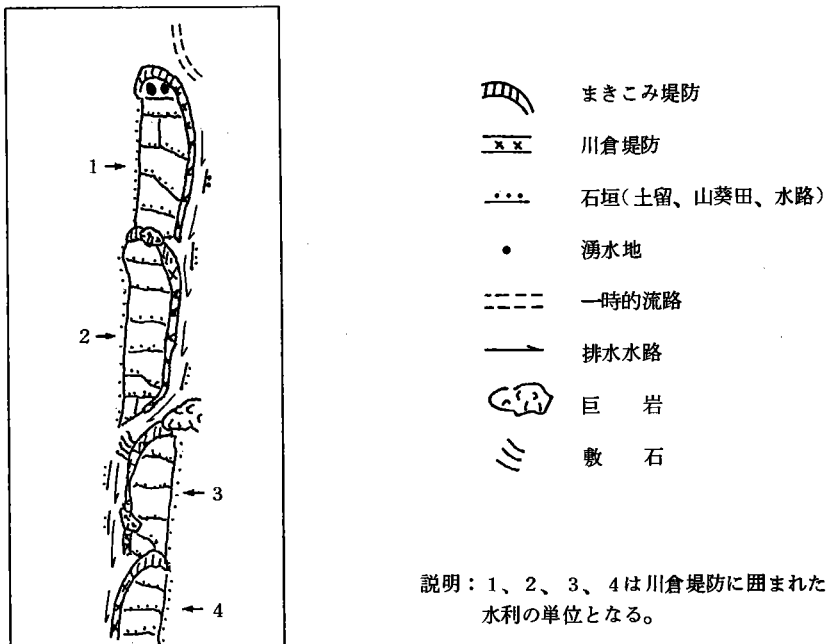 1
2
3
4
まきこみ堤防
川倉堤防
石垣(土留、山葵田、水路)
湧水地
一時的流路
排水水路
巨 岩
敷 石
説明:1、2、3、4は川倉堤防に囲まれた
水利の単位となる。